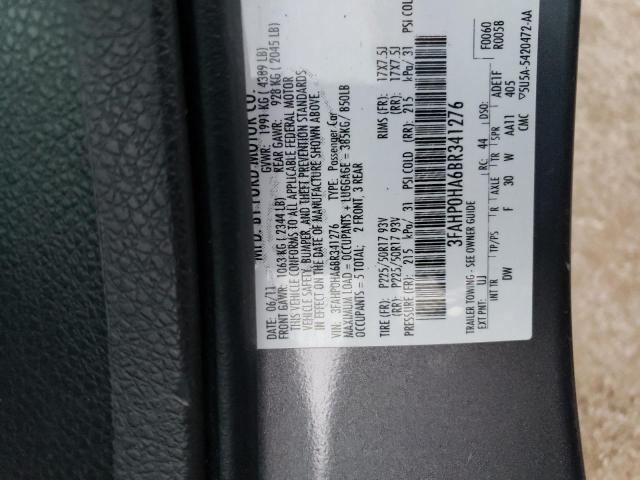 MFD. BY FORD MOTOR CO.
DATE: 06/11 GVWR: 1991 KG ( 4389 LB)
FRONT GAWR: 1063KG ( 2344 LB) REAR GAWR: 928 KG ( 2045 LB)
THIS VEHICLE CONFORMS TO ALL APPLICABLE FEDERAL MOTOR
VEHICLE SAFETY, BUMPER, AND THEFT PREVENTION STANDARDS
IN EFFECT ON THE DATE OF MANUFACTURE SHOWN ABOVE.
VIN: 3FAHP0HA6BR341276 TYPE: Passenger Car
MAXIMUM LOAD = OCCUPANTS + LUGGAGE = 385KG/ 850LB
OCCUPANTS = 5 TOTAL: 2 FRONT, 3 REAR
TIRE (FR): P225/50R17 93V RIMS (FR): 17X7.5J
(RR): P225/50R17 93V (RR): 17X7.5J
PRESSURE (FR): 215 kPa/ 31 PSI COLD (RR): 215 kPa/ 31 PSI COLD
3FAHP0HA6BR341276
TRAILER TOWING - SEE OWNER GUIDE F0060
EXT PNT: UJ RC: 44 DSO: R005B
INT TR TP/PS R AXLE TR SPR ADETF
DW F 30 W AA11 405
CMC ▽5U5A-5420472-AA